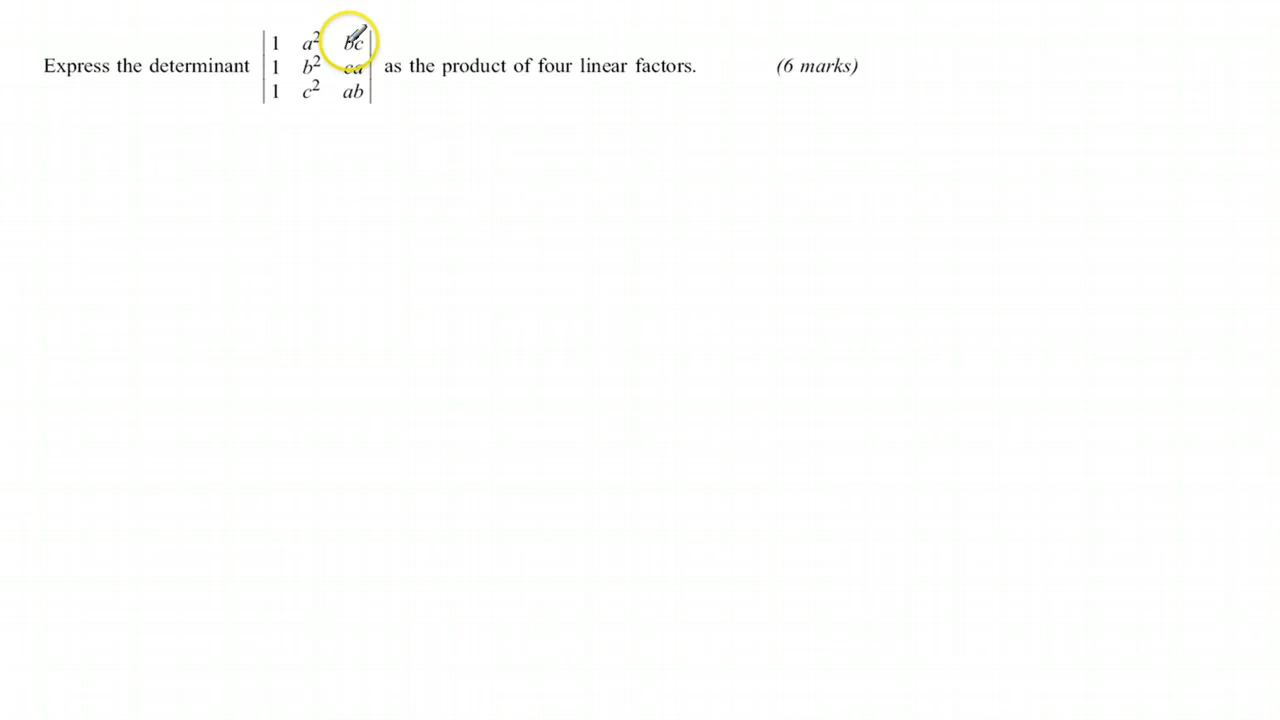 1 a² bc
Express the determinant 1 b² ca as the product of four linear factors. (6 marks)
1 c² ab